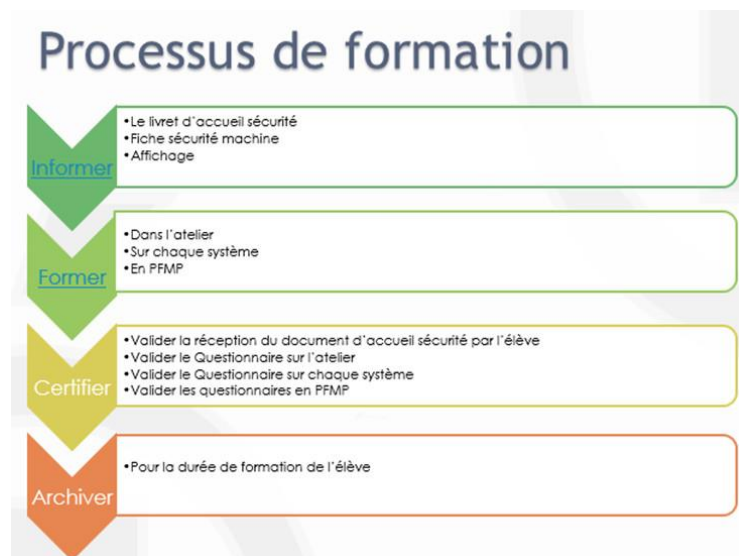 Processus de formation
Informer
•Le livret d'accueil sécurité
•Fiche sécurité machine
•Affichage
Former
•Dans l'atelier
•Sur chaque système
•En PFMP
Certifier
•Valider la réception du document d'accueil sécurité par l'élève
•Valider le Questionnaire sur l'atelier
•Valider le Questionnaire sur chaque système
•Valider les questionnaires en PFMP
Archiver
•Pour la durée de formation de l'élève